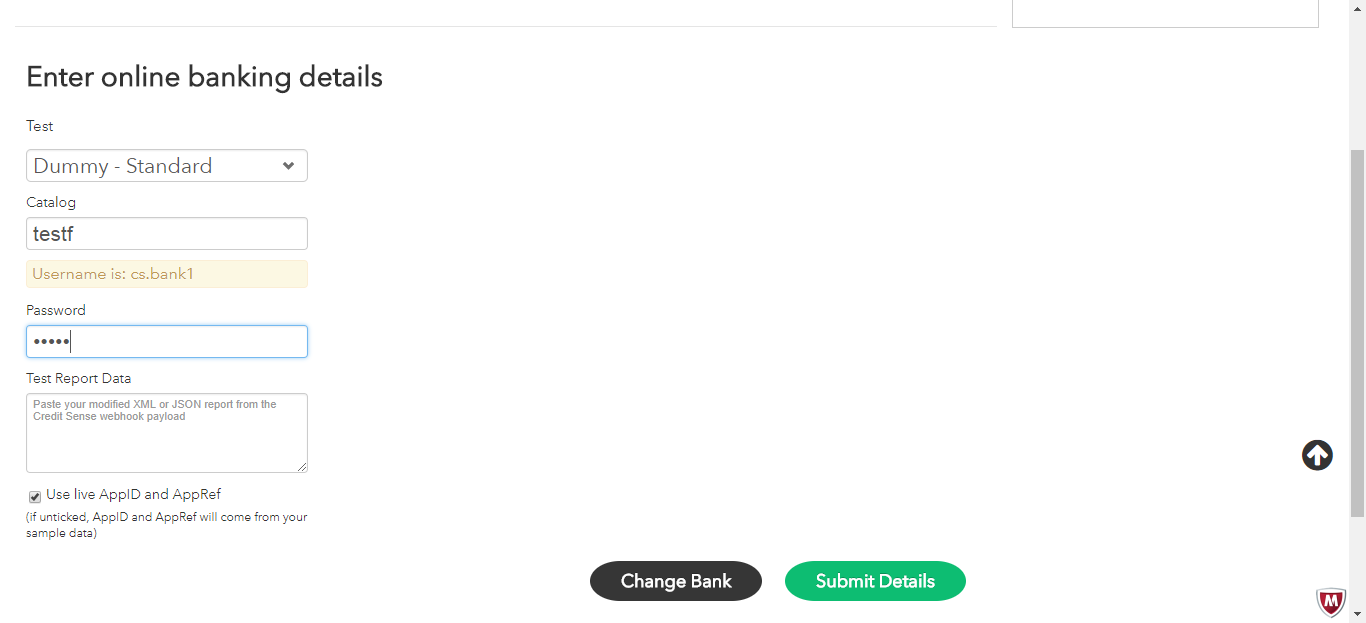 Enter online banking details
Test
Dummy - Standard
Catalog
testf
Username is: cs.bank1
Password
•••••
Test Report Data
Paste your modified XML or JSON report from the
Credit Sense webhook payload
Use live AppID and AppRef
(if unticked, AppID and AppRef will come from your
sample data)
Change Bank
Submit Details
M